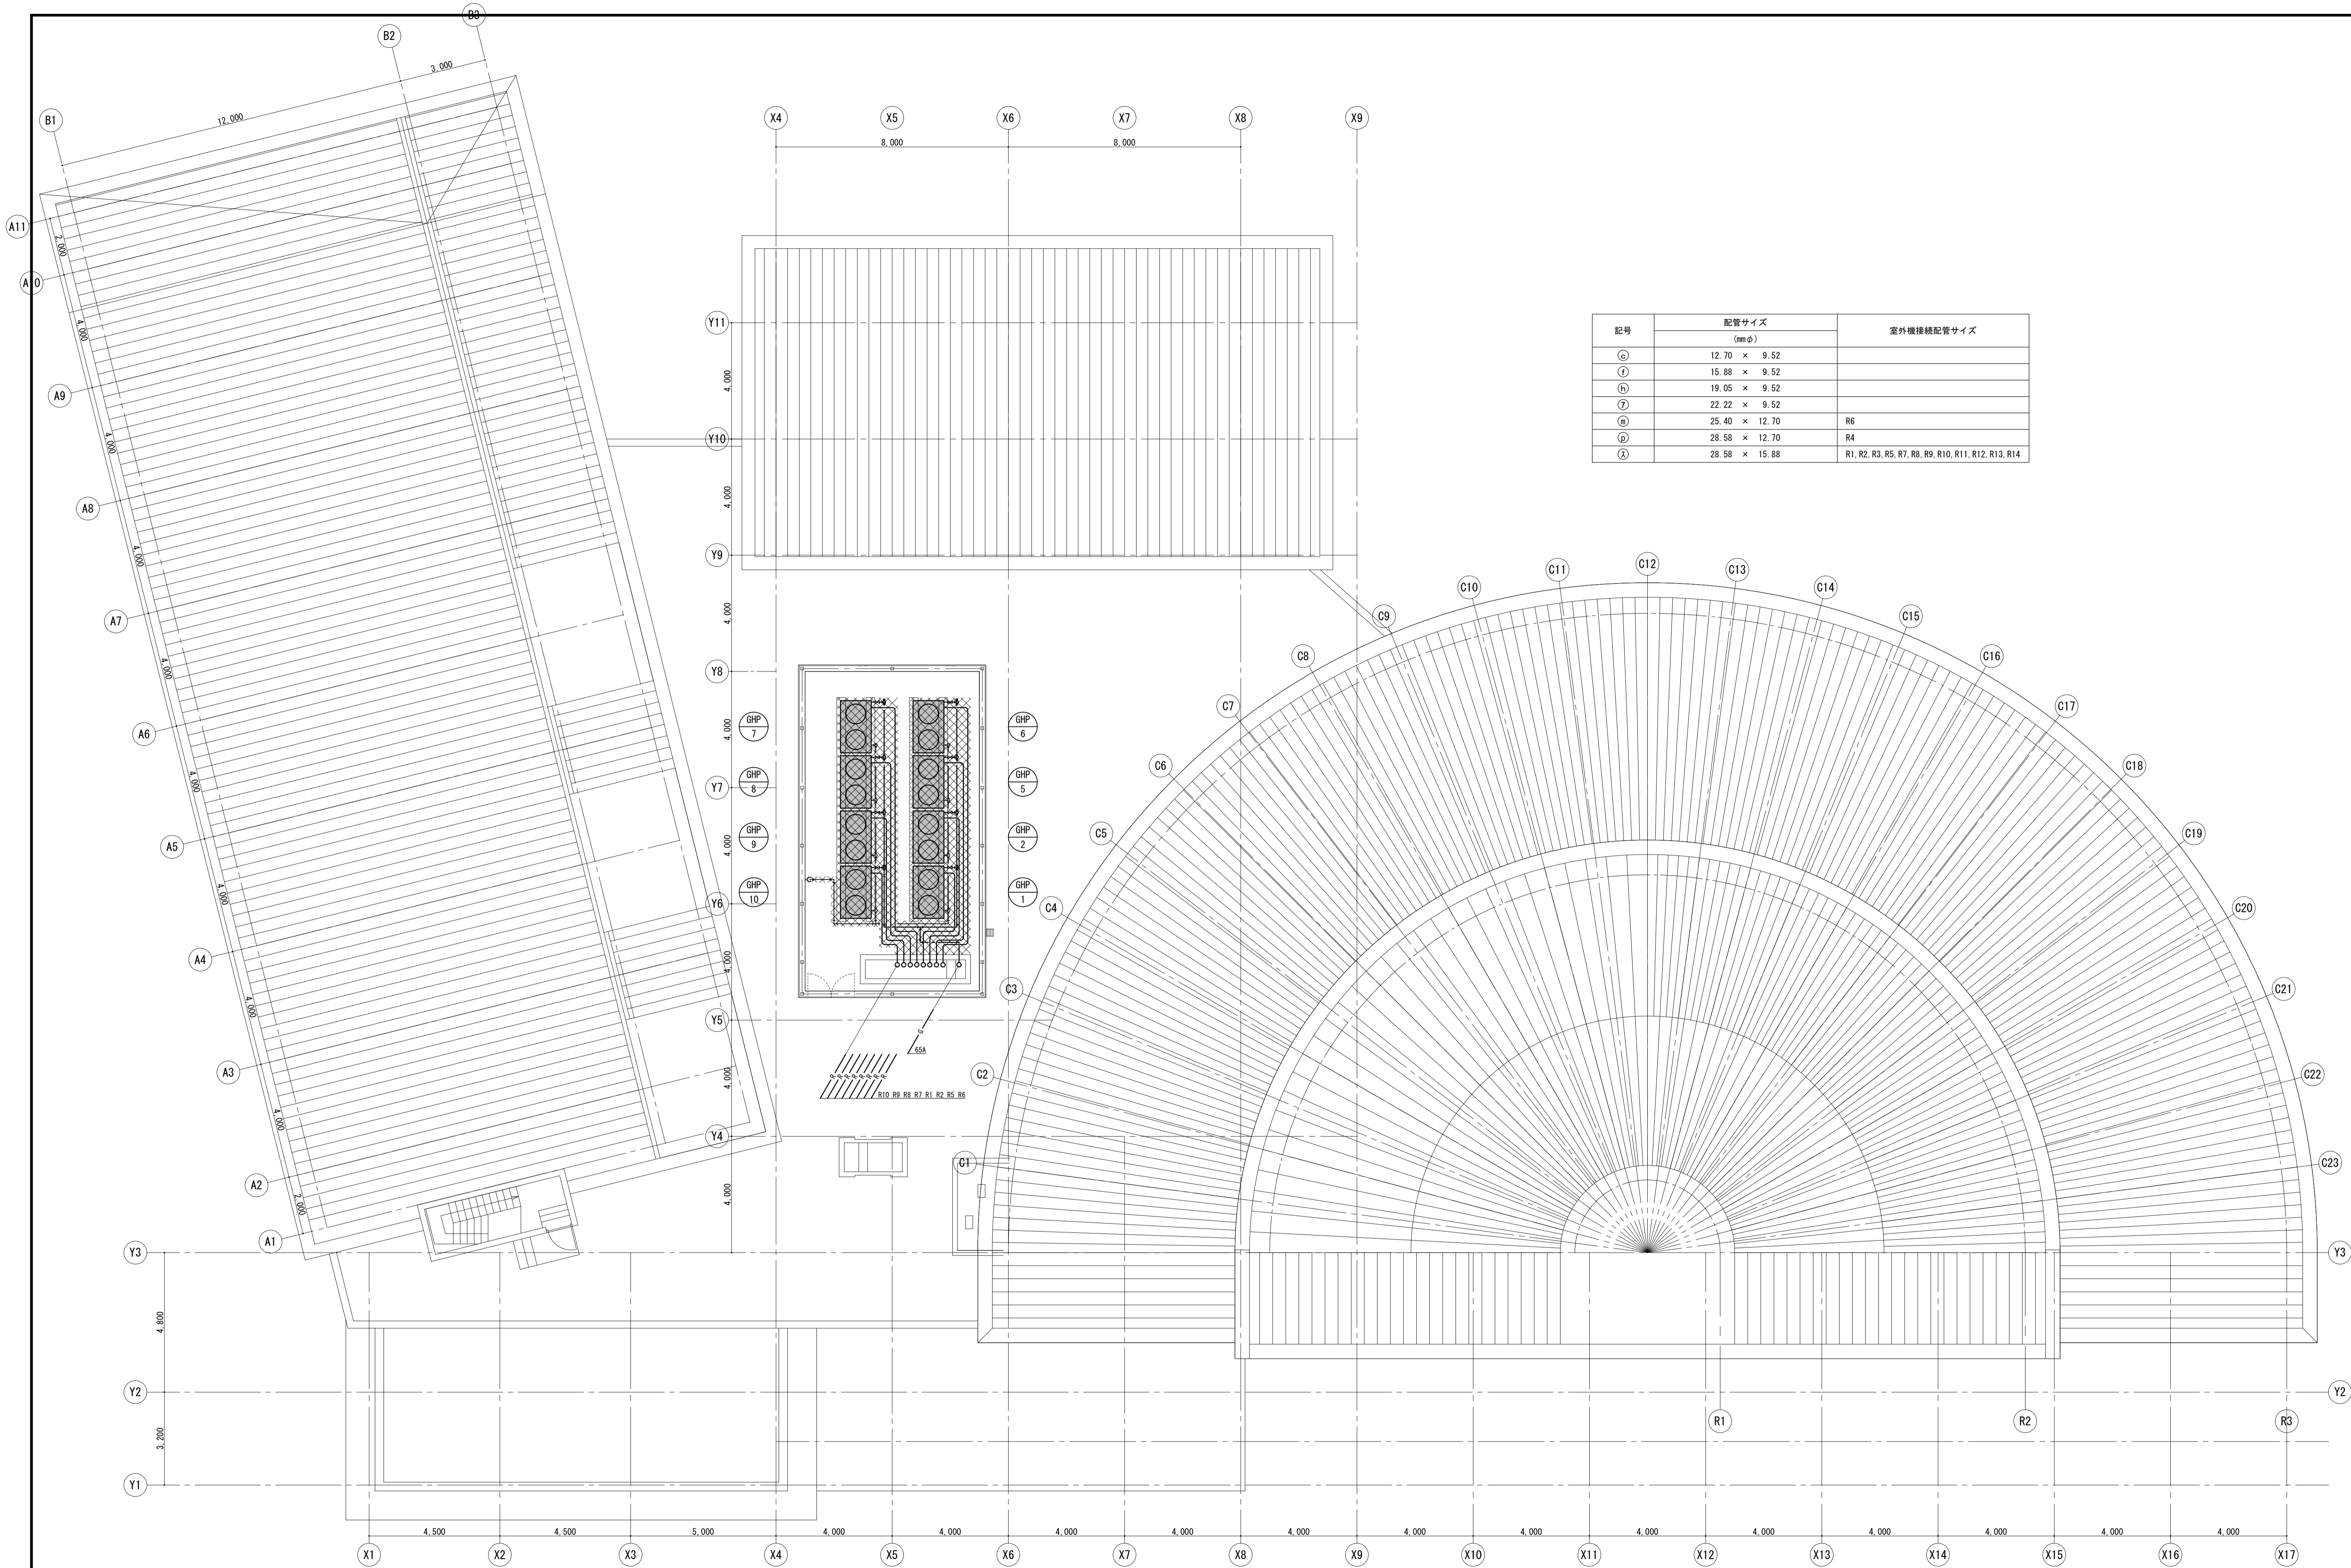 B3
B2
3,000
12,000
B1
X4
X5
X6
X7
X8
X9
8,000
8,000
A11
2,000
A10
4,000
A9
4,000
A8
4,000
A7
4,000
A6
4,000
A5
4,000
A4
4,000
A3
4,000
A2
2,000
A1
Y11
4,000
Y10
4,000
Y9
4,000
Y8
4,000
Y7
4,000
Y6
4,000
Y5
4,000
Y4
4,000
記号
配管サイズ
(mmφ)
室外機接続配管サイズ
c 12.70 × 9.52
f 15.88 × 9.52
h 19.05 × 9.52
ア 22.22 × 9.52
m 25.40 × 12.70 R6
p 28.58 × 12.70 R4
ス 28.58 × 15.88 R1,R2,R3,R5,R7,R8,R9,R10,R11,R12,R13,R14
GHP
7
GHP
8
GHP
9
GHP
10
GHP
6
GHP
5
GHP
2
GHP
1
G
G
65A
R R R R R R R R
R10 R9 R8 R7 R1 R2 R5 R6
C1
C2
C3
C4
C5
C6
C7
C8
C9
C10
C11
C12
C13
C14
C15
C16
C17
C18
C19
C20
C21
C22
C23
Y3
Y3
4,800
Y2
Y2
3,200
Y1
R1
R2
R3
4,500
4,500
5,000
4,000
4,000
4,000
4,000
4,000
4,000
4,000
4,000
4,000
4,000
4,000
4,000
4,000
X1
X2
X3
X4
X5
X6
X7
X8
X9
X10
X11
X12
X13
X14
X15
X16
X17